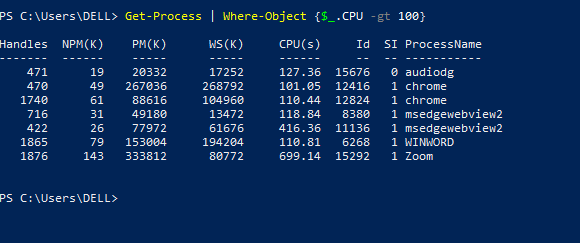 PS C:\Users\DELL> Get-Process | Where-Object {$_.CPU -gt 100}
Handles NPM(K) PM(K) WS(K) CPU(s) Id SI ProcessName
------- ------ ----- ----- ------ -- -- -----------
471 19 20332 17252 127.36 15676 0 audiodg
470 49 267036 268792 101.05 12416 1 chrome
1740 61 88616 104960 110.44 12824 1 chrome
716 31 49180 13472 118.84 8380 1 msedgewebview2
422 26 77972 61676 416.36 11136 1 msedgewebview2
1865 79 153004 194204 110.81 6268 1 WINWORD
1876 143 333812 80772 699.14 15292 1 Zoom
PS C:\Users\DELL>